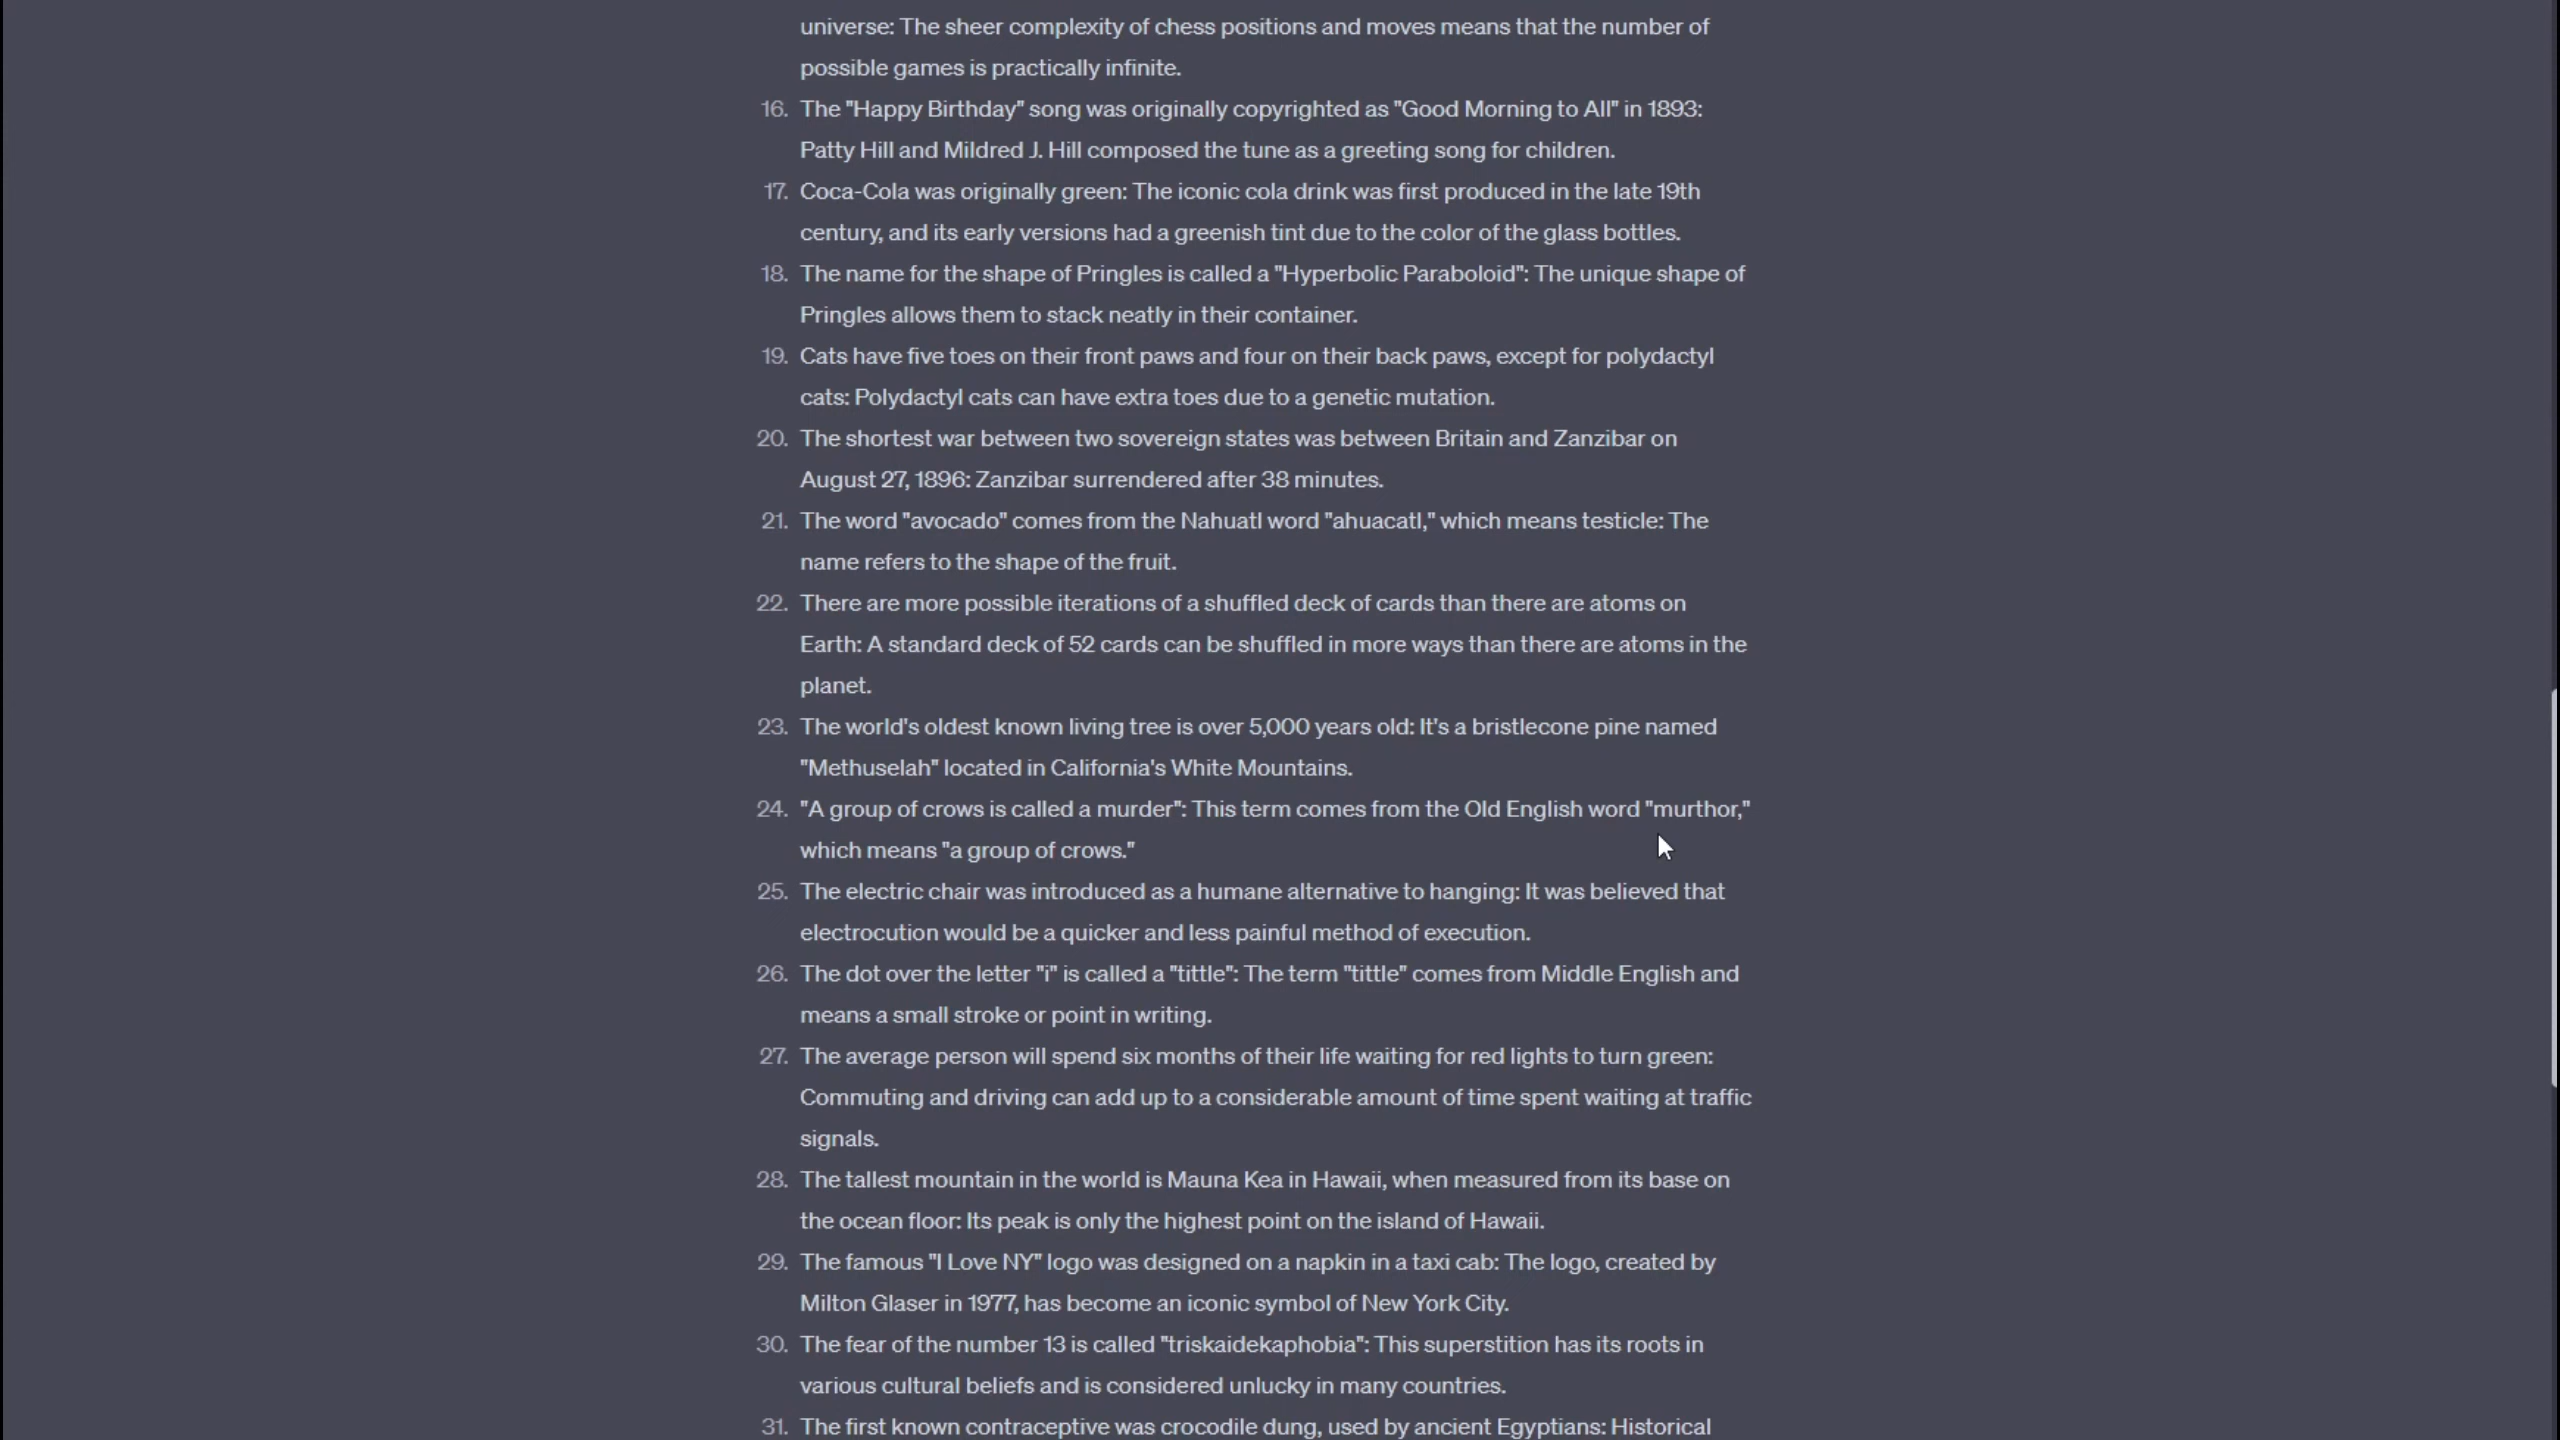 universe: The sheer complexity of chess positions and moves means that the number of
possible games is practically infinite.
16. The "Happy Birthday" song was originally copyrighted as "Good Morning to All" in 1893:
Patty Hill and Mildred J. Hill composed the tune as a greeting song for children.
17. Coca-Cola was originally green: The iconic cola drink was first produced in the late 19th
century, and its early versions had a greenish tint due to the color of the glass bottles.
18. The name for the shape of Pringles is called a "Hyperbolic Paraboloid": The unique shape of
Pringles allows them to stack neatly in their container.
19. Cats have five toes on their front paws and four on their back paws, except for polydactyl
cats: Polydactyl cats can have extra toes due to a genetic mutation.
20. The shortest war between two sovereign states was between Britain and Zanzibar on
August 27, 1896: Zanzibar surrendered after 38 minutes.
21. The word "avocado" comes from the Nahuatl word "ahuacatl," which means testicle: The
name refers to the shape of the fruit.
22. There are more possible iterations of a shuffled deck of cards than there are atoms on
Earth: A standard deck of 52 cards can be shuffled in more ways than there are atoms in the
planet.
23. The world's oldest known living tree is over 5,000 years old: It's a bristlecone pine named
"Methuselah" located in California's White Mountains.
24. "A group of crows is called a murder": This term comes from the Old English word "murthor,"
which means "a group of crows."
25. The electric chair was introduced as a humane alternative to hanging: It was believed that
electrocution would be a quicker and less painful method of execution.
26. The dot over the letter "i" is called a "tittle": The term "tittle" comes from Middle English and
means a small stroke or point in writing.
27. The average person will spend six months of their life waiting for red lights to turn green:
Commuting and driving can add up to a considerable amount of time spent waiting at traffic
signals.
28. The tallest mountain in the world is Mauna Kea in Hawaii, when measured from its base on
the ocean floor: Its peak is only the highest point on the island of Hawaii.
29. The famous "I Love NY" logo was designed on a napkin in a taxi cab: The logo, created by
Milton Glaser in 1977, has become an iconic symbol of New York City.
30. The fear of the number 13 is called "triskaidekaphobia": This superstition has its roots in
various cultural beliefs and is considered unlucky in many countries.
31. The first known contraceptive was crocodile dung, used by ancient Egyptians: Historical